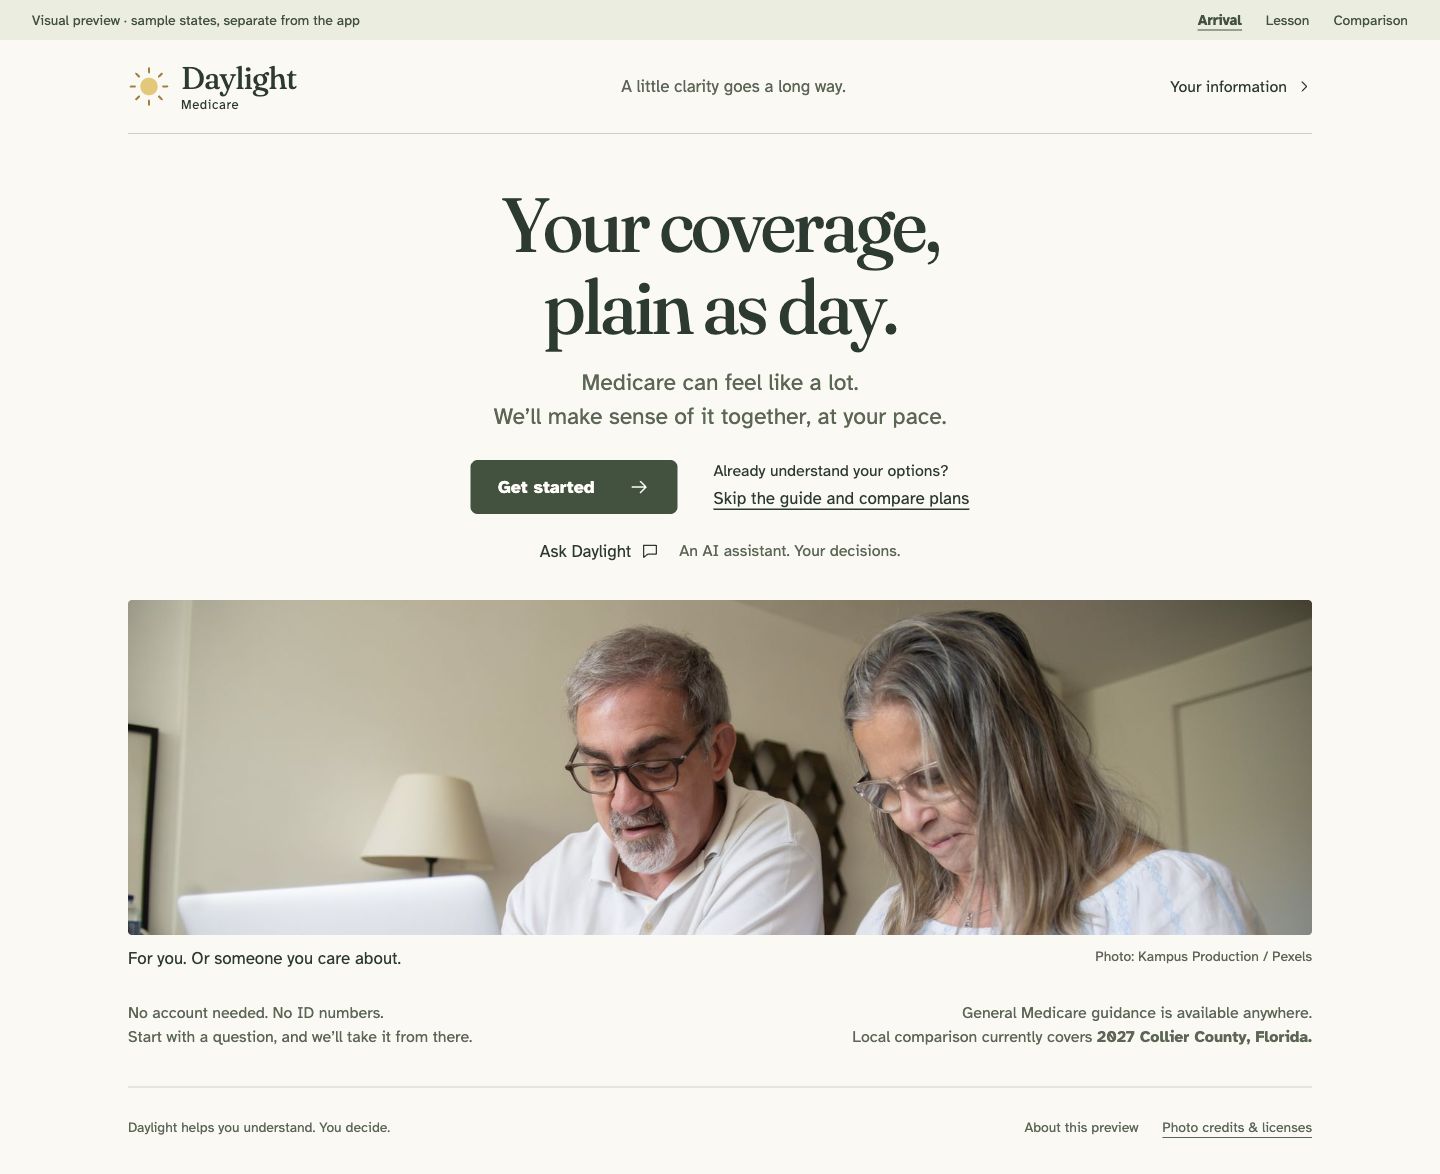 Visual preview · sample states, separate from the app
Arrival
Lesson
Comparison
Daylight
Medicare
A little clarity goes a long way.
Your information
Your coverage,
plain as day.
Medicare can feel like a lot.
We’ll make sense of it together, at your pace.
Get started
Already understand your options?
Skip the guide and compare plans
Ask Daylight
An AI assistant. Your decisions.
For you. Or someone you care about.
Photo: Kampus Production / Pexels
No account needed. No ID numbers.
Start with a question, and we’ll take it from there.
General Medicare guidance is available anywhere.
Local comparison currently covers 2027 Collier County, Florida.
Daylight helps you understand. You decide.
About this preview
Photo credits & licenses